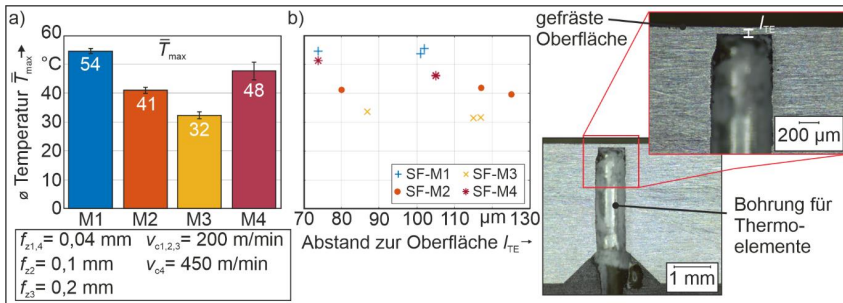 a)
60
°C
40
30
20
10
0
ø Temperatur T̿max→
T̿max
54
41
32
48
M1 M2 M3 M4
fz1,4= 0,04 mm vc1,2,3= 200 m/min
fz2= 0,1 mm vc4= 450 m/min
fz3= 0,2 mm
b)
SF-M1 SF-M3
SF-M2 SF-M4
70 80 90 100 µm 130
Abstand zur Oberfläche lTE→
gefräste
Oberfläche
lTE
200 µm
Bohrung für
Thermo-
elemente
1 mm